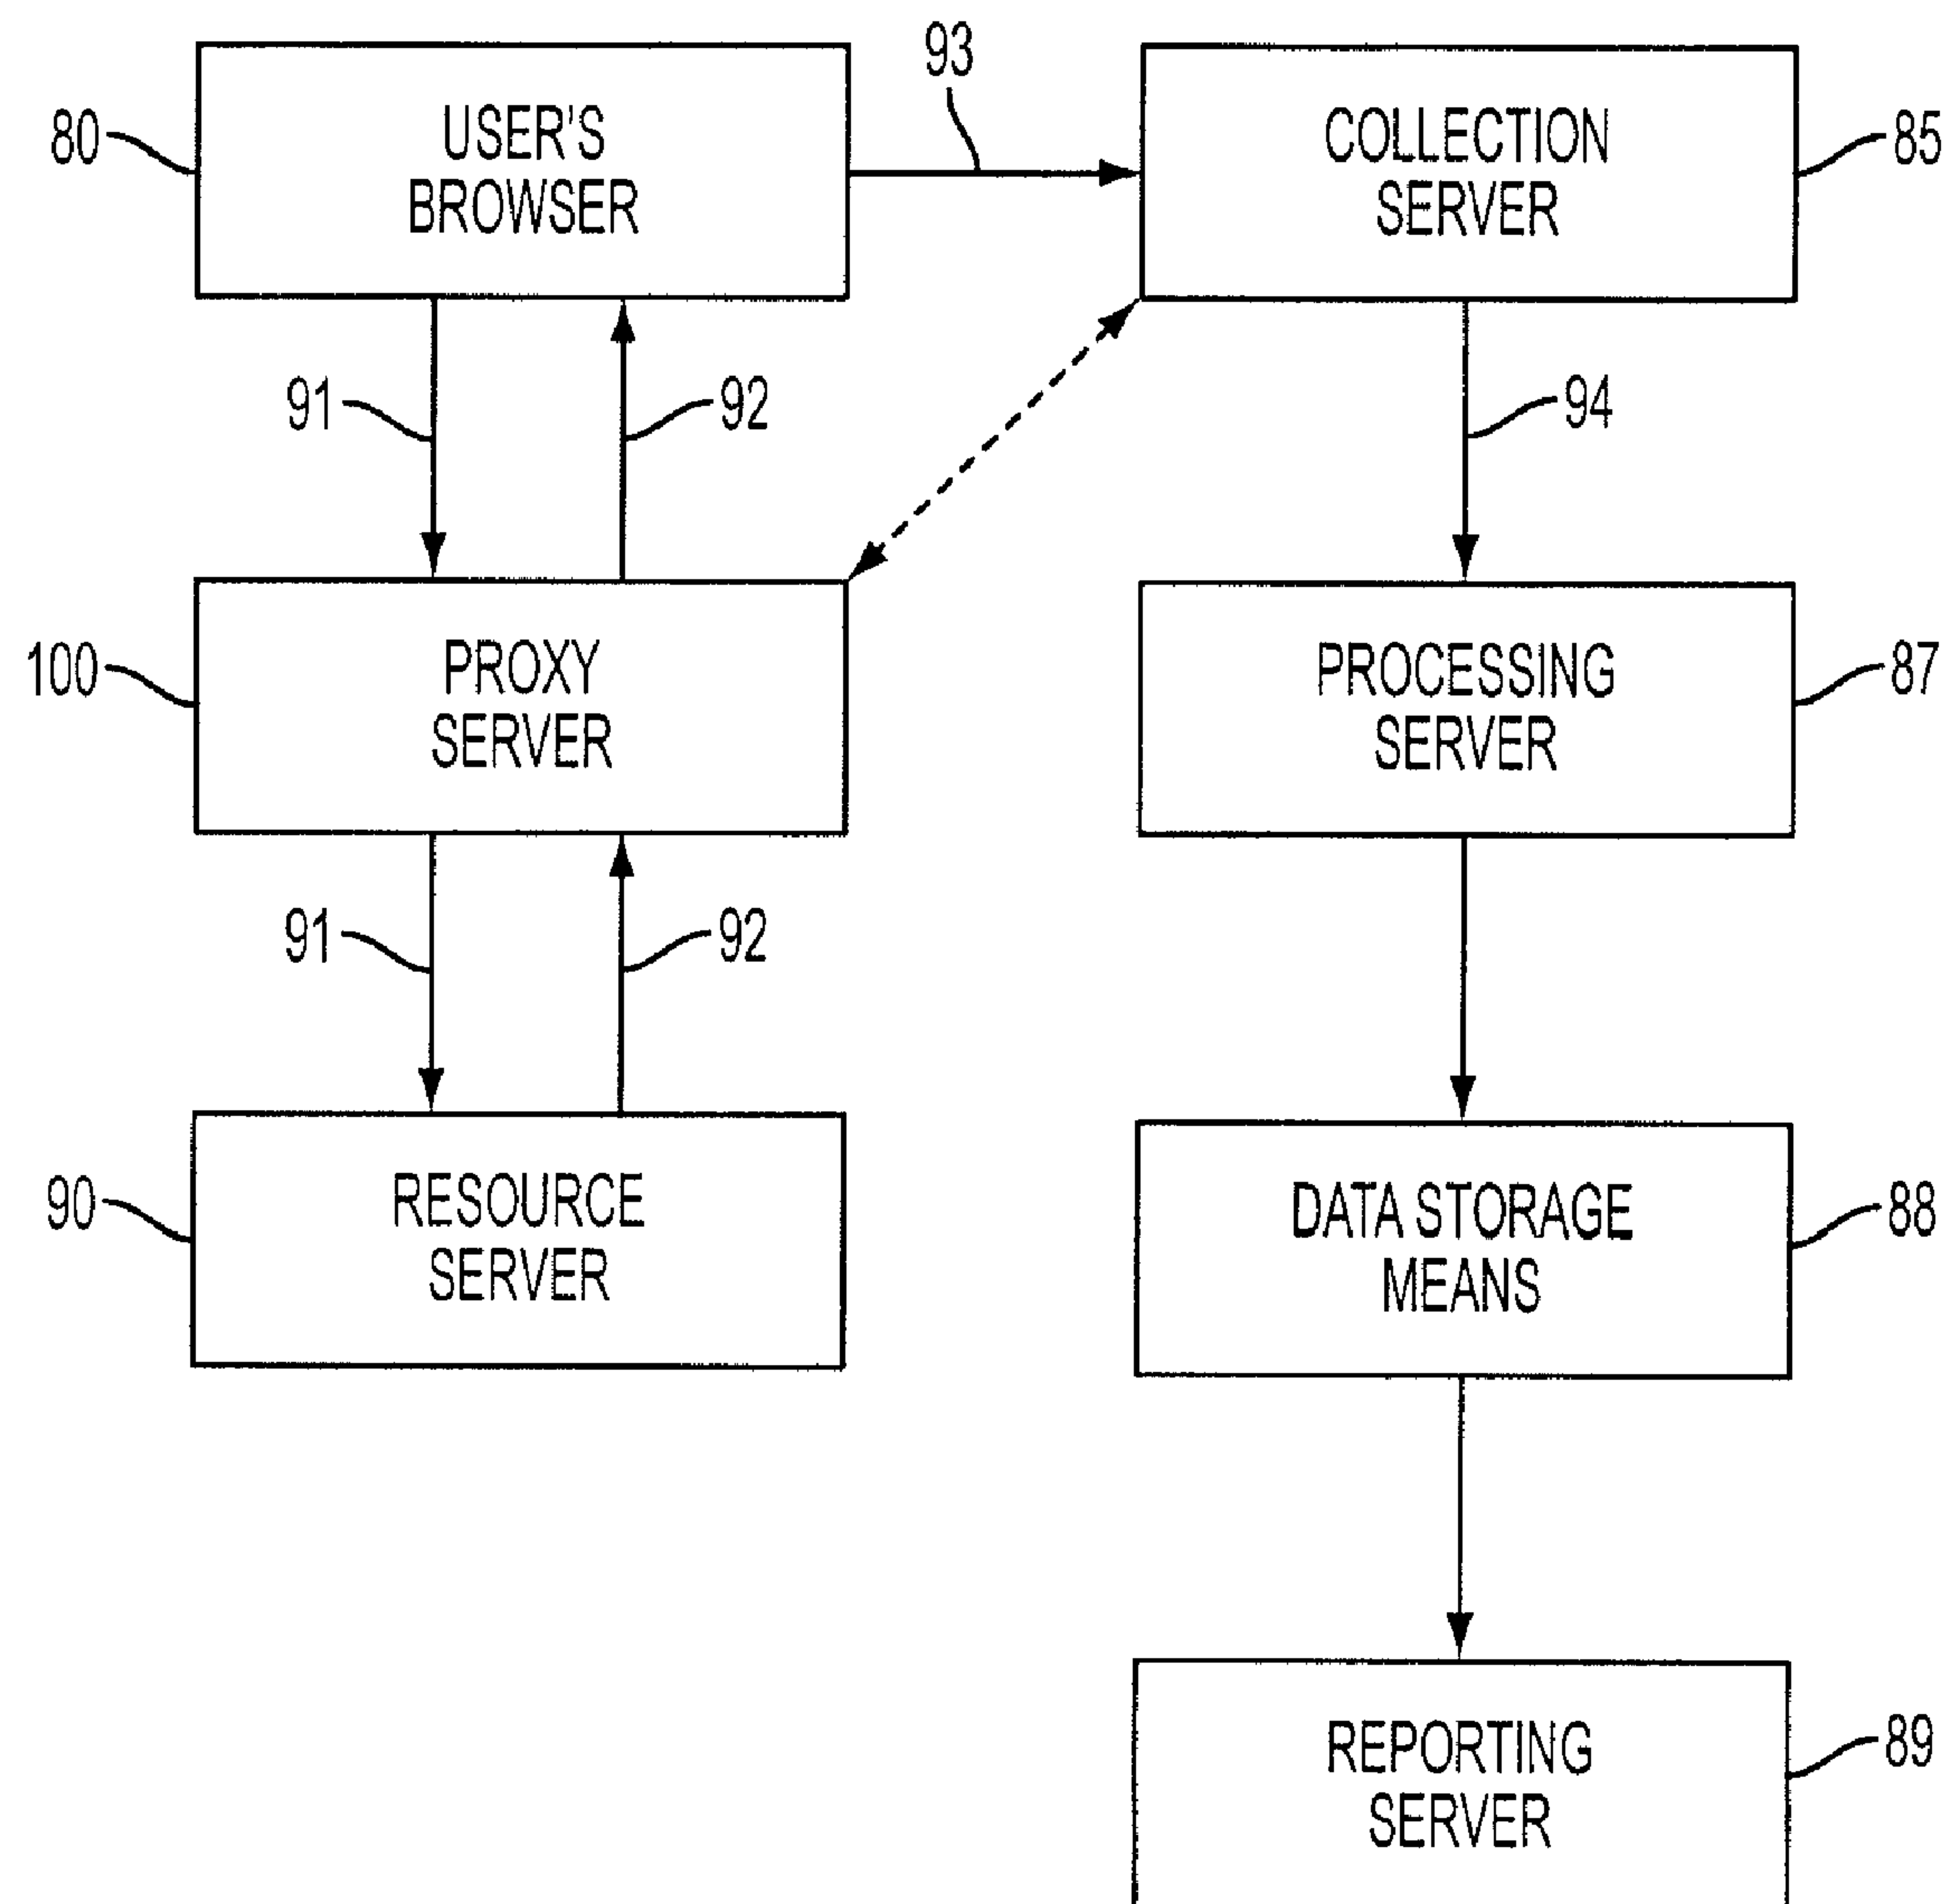 93
80
USER'S
BROWSER
COLLECTION
SERVER
85
91
92
94
100
PROXY
SERVER
PROCESSING
SERVER
87
91
92
90
RESOURCE
SERVER
DATA STORAGE
MEANS
88
REPORTING
SERVER
89